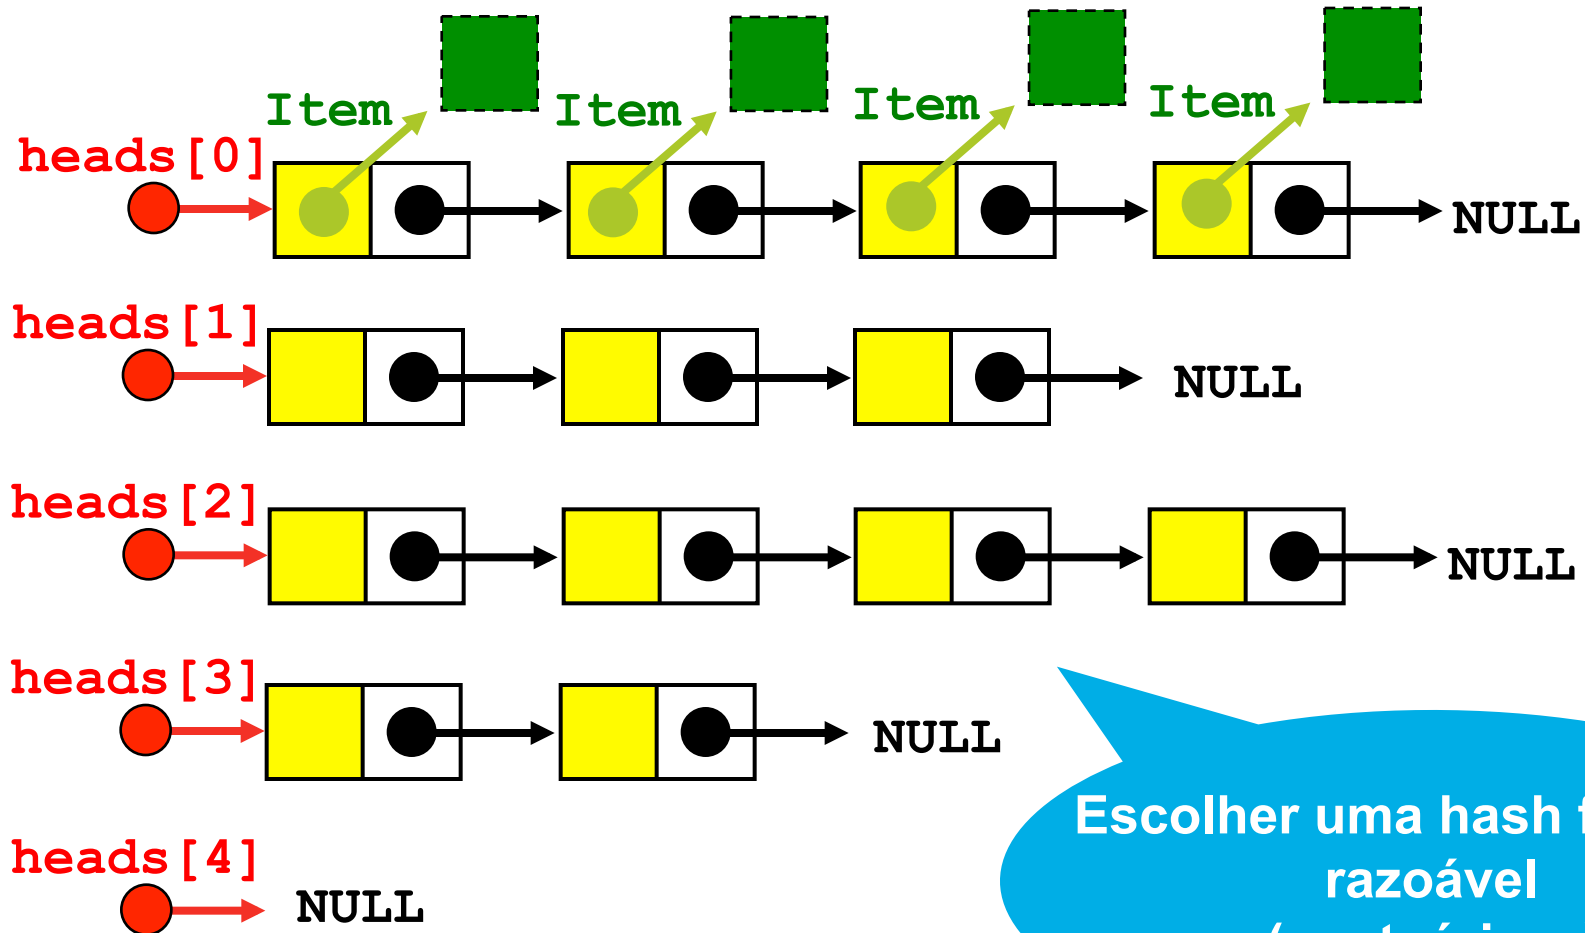 Item Item Item Item
heads[0]
NULL
heads[1]
NULL
heads[2]
NULL
heads[3]
NULL
Escolher uma hash
razoável
heads[4]
NULL